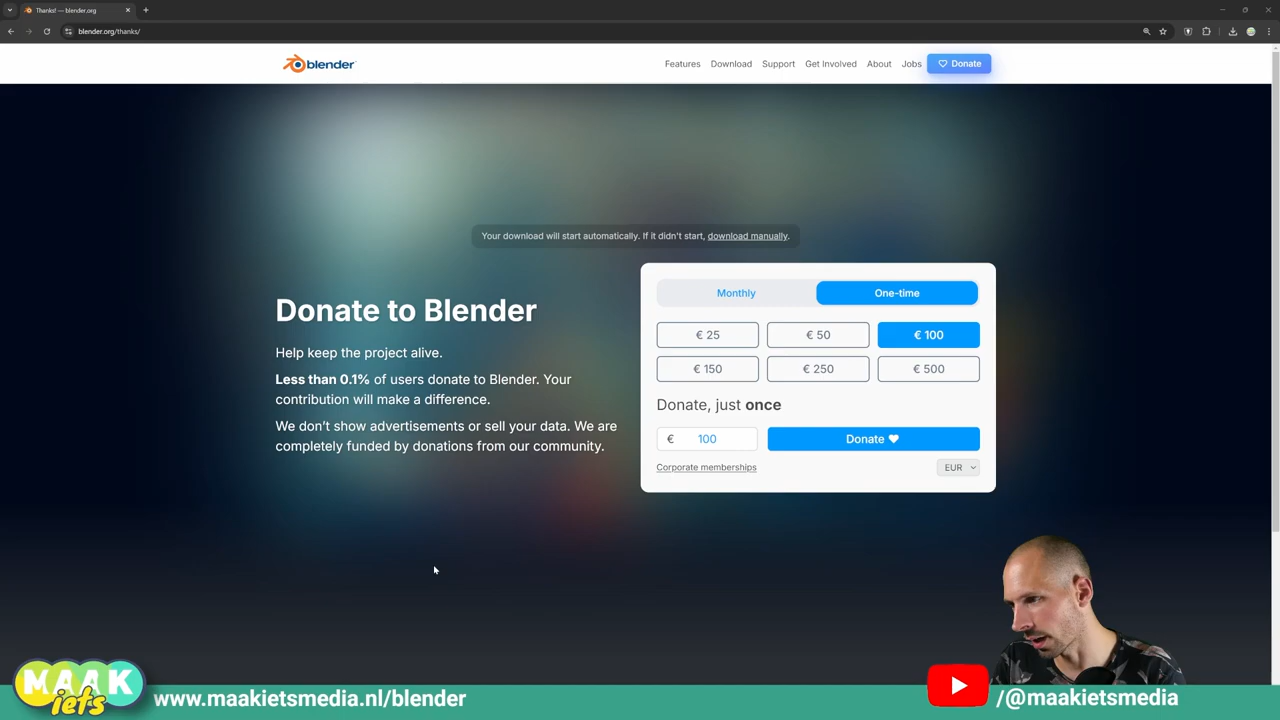 Thanks! — blender.org
blender.org/thanks/
blender
Features
Download
Support
Get Involved
About
Jobs
Donate
Your download will start automatically. If it didn't start, download manually.
Donate to Blender
Help keep the project alive.
Less than 0.1% of users donate to Blender. Your
contribution will make a difference.
We don’t show advertisements or sell your data. We are
completely funded by donations from our community.
Monthly
One-time
€ 25
€ 50
€ 100
€ 150
€ 250
€ 500
Donate, just once
€ 100
Donate
Corporate memberships
EUR
MAAK
iets
www.maakietsmedia.nl/blender
/@maakietsmedia